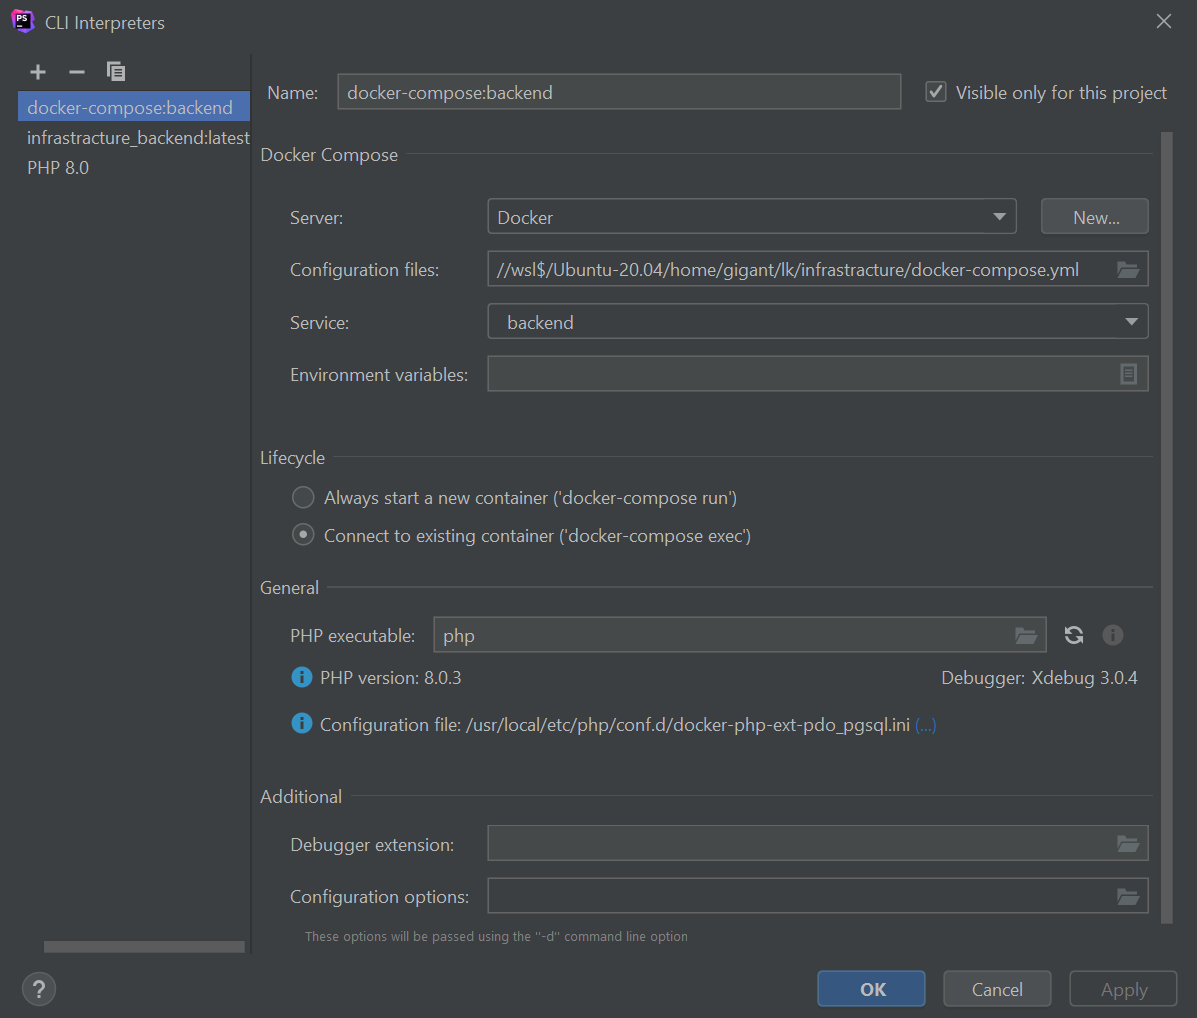 CLI Interpreters
docker-compose:backend
infrastracture_backend:latest
PHP 8.0
Name: docker-compose:backend Visible only for this project
Docker Compose
Server: Docker New...
Configuration files: //wsl$/Ubuntu-20.04/home/gigant/lk/infrastracture/docker-compose.yml
Service: backend
Environment variables:
Lifecycle
Always start a new container ('docker-compose run')
Connect to existing container ('docker-compose exec')
General
PHP executable: php
PHP version: 8.0.3 Debugger: Xdebug 3.0.4
Configuration file: /usr/local/etc/php/conf.d/docker-php-ext-pdo_pgsql.ini (...)
Additional
Debugger extension:
Configuration options:
These options will be passed using the "-d" command line option
? OK Cancel Apply